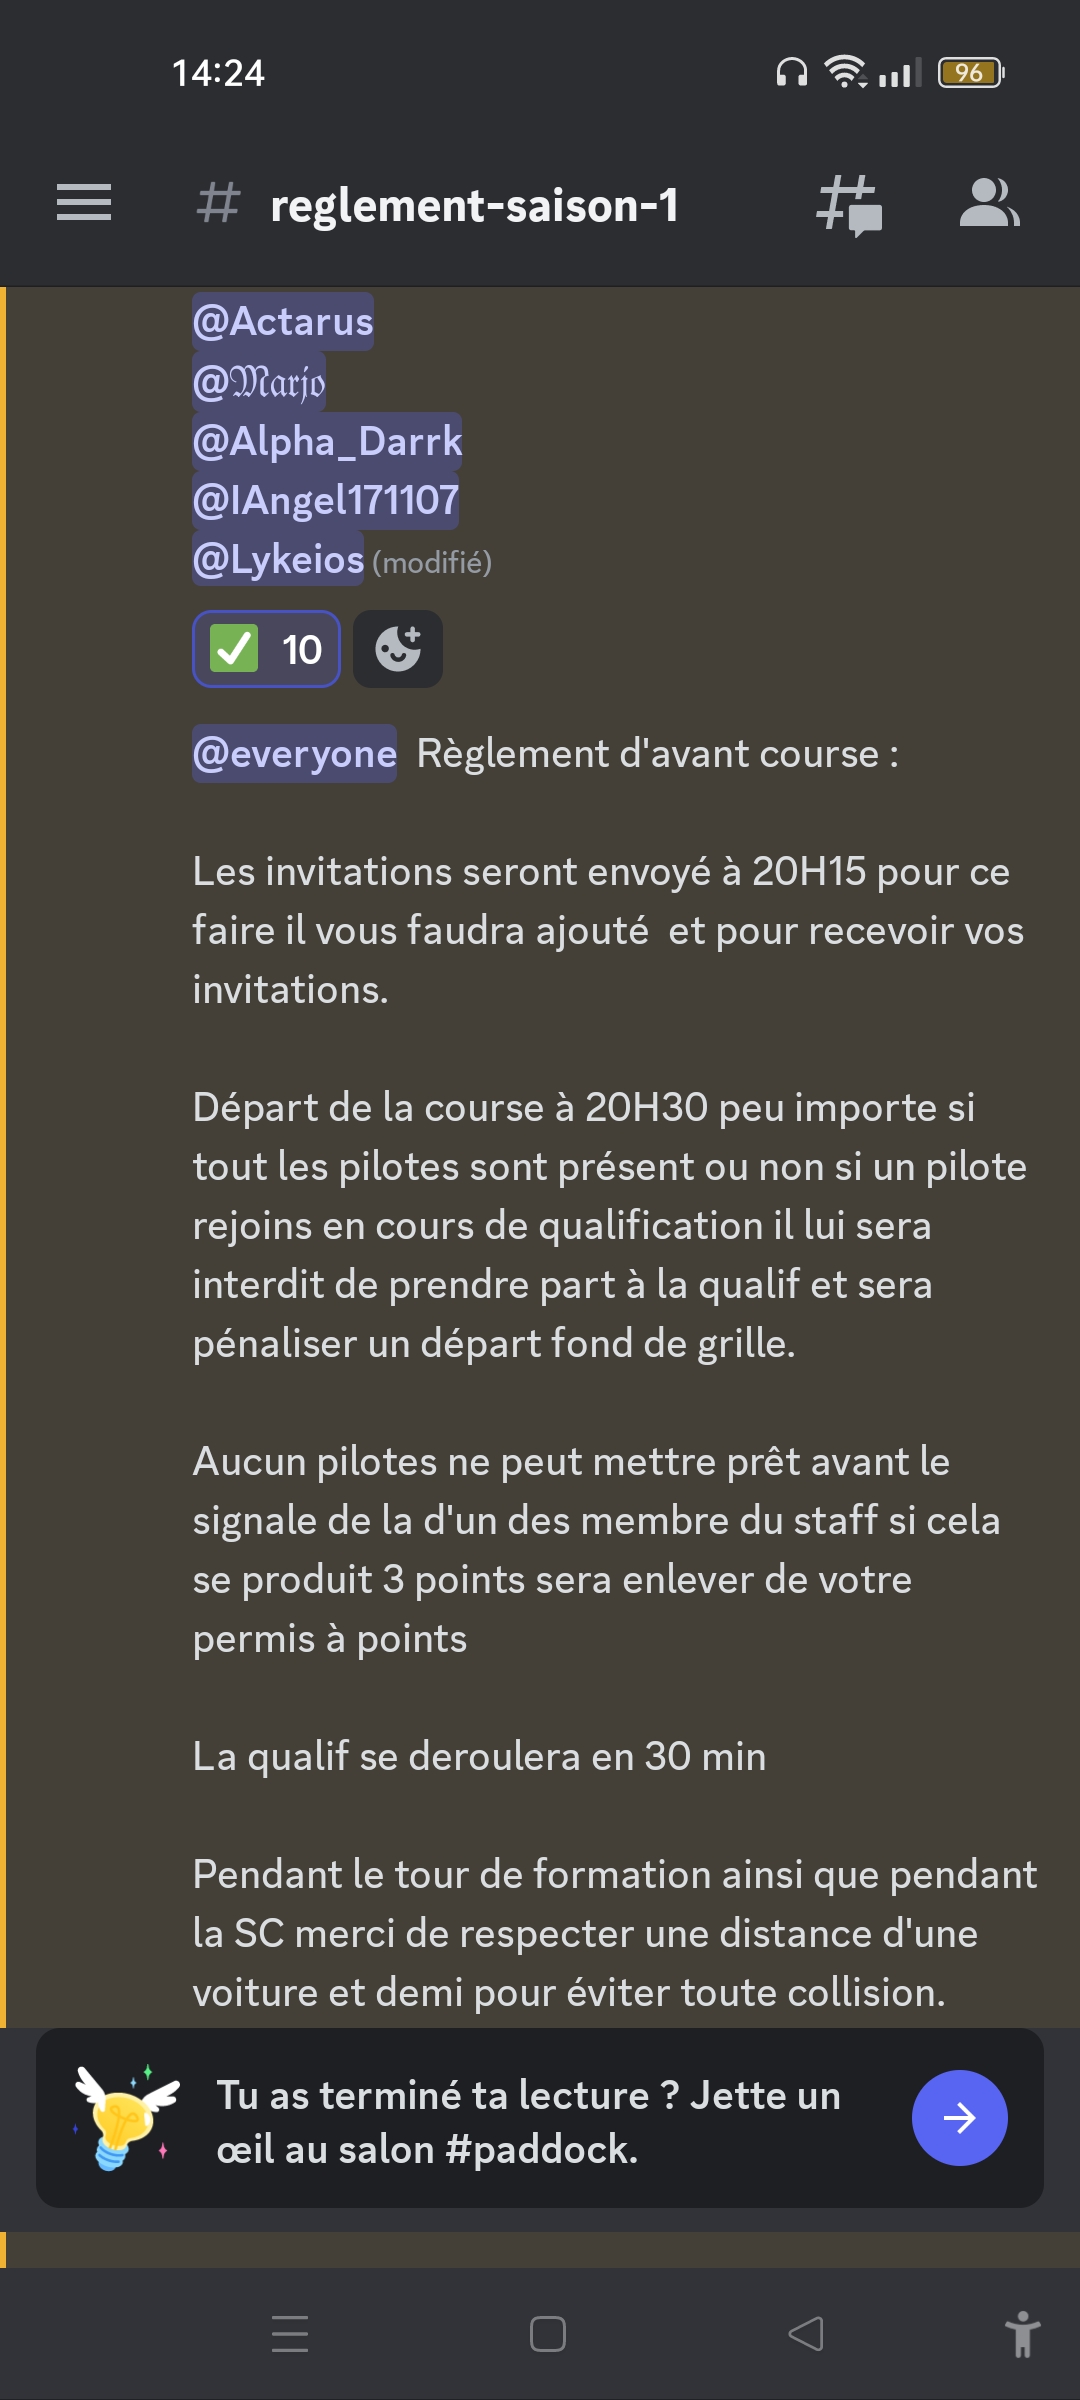 14:24
96
# reglement-saison-1
@Actarus
@𝔐𝔞𝔯𝔧𝔬
@Alpha_Darrk
@IAngel171107
@Lykeios (modifié)
10
@everyone Règlement d'avant course :
Les invitations seront envoyé à 20H15 pour ce
faire il vous faudra ajouté  et pour recevoir vos
invitations.
Départ de la course à 20H30 peu importe si
tout les pilotes sont présent ou non si un pilote
rejoins en cours de qualification il lui sera
interdit de prendre part à la qualif et sera
pénaliser un départ fond de grille.
Aucun pilotes ne peut mettre prêt avant le
signale de la d'un des membre du staff si cela
se produit 3 points sera enlever de votre
permis à points
La qualif se deroulera en 30 min
Pendant le tour de formation ainsi que pendant
la SC merci de respecter une distance d'une
voiture et demi pour éviter toute collision.
Tu as terminé ta lecture ? Jette un
œil au salon #paddock.